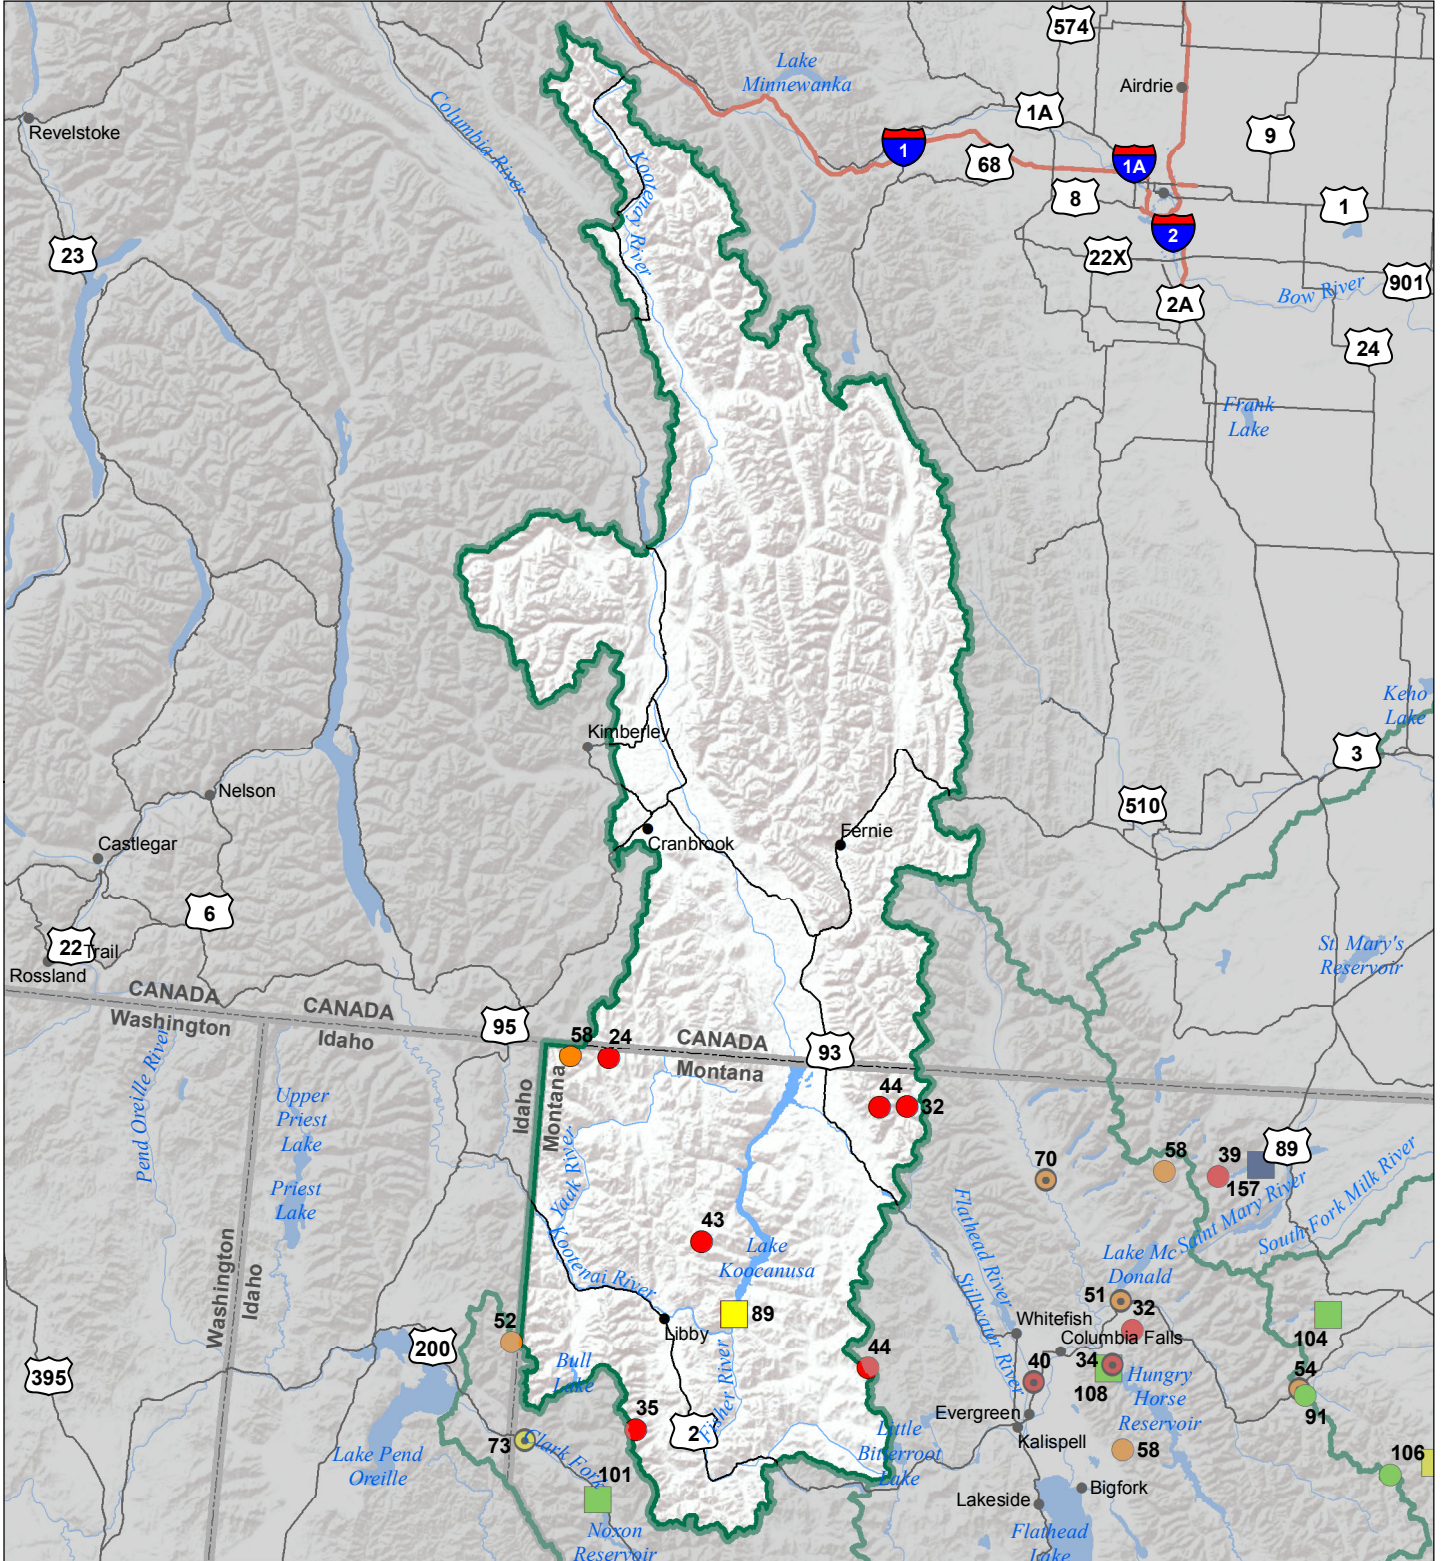 574
Lake
Minnewanka
Airdrie
Columbia River
1A
Revelstoke
9
1
68
1A
Kootenay River
8
1
23
2
22X
901
Bow River
2A
24
Frank
Lake
Keho
Lake
Kimberley
3
Nelson
510
Fernie
Castlegar
Cranbrook
6
22
Trail
St. Mary's
Reservoir
Rossland
CANADA
CANADA
Washington
Idaho
95
58
24
CANADA
93
Montana
Pend Oreille River
Idaho
Montana
Upper
Priest
Lake
44
32
Yaak River
89
58
39
70
157
Saint Mary River
South Fork Milk River
Priest
Lake
Flathead River
43
Lake
Koocanusa
Kootenai River
Lake Mc
Donald
Washington
Idaho
Stillwater River
51
32
52
89
Libby
Whitefish
Columbia Falls
104
200
Bull
Lake
Fisher River
44
40
34
108
Hungry
Horse
Reservoir
54
91
395
35
2
Evergreen
Little
Bitterroot
Lake
Kalispell
73
Clark Fork
Lake Pend
Oreille
58
106
101
Bigfork
Lakeside
Noxon
Reservoir
Flathead
Lake